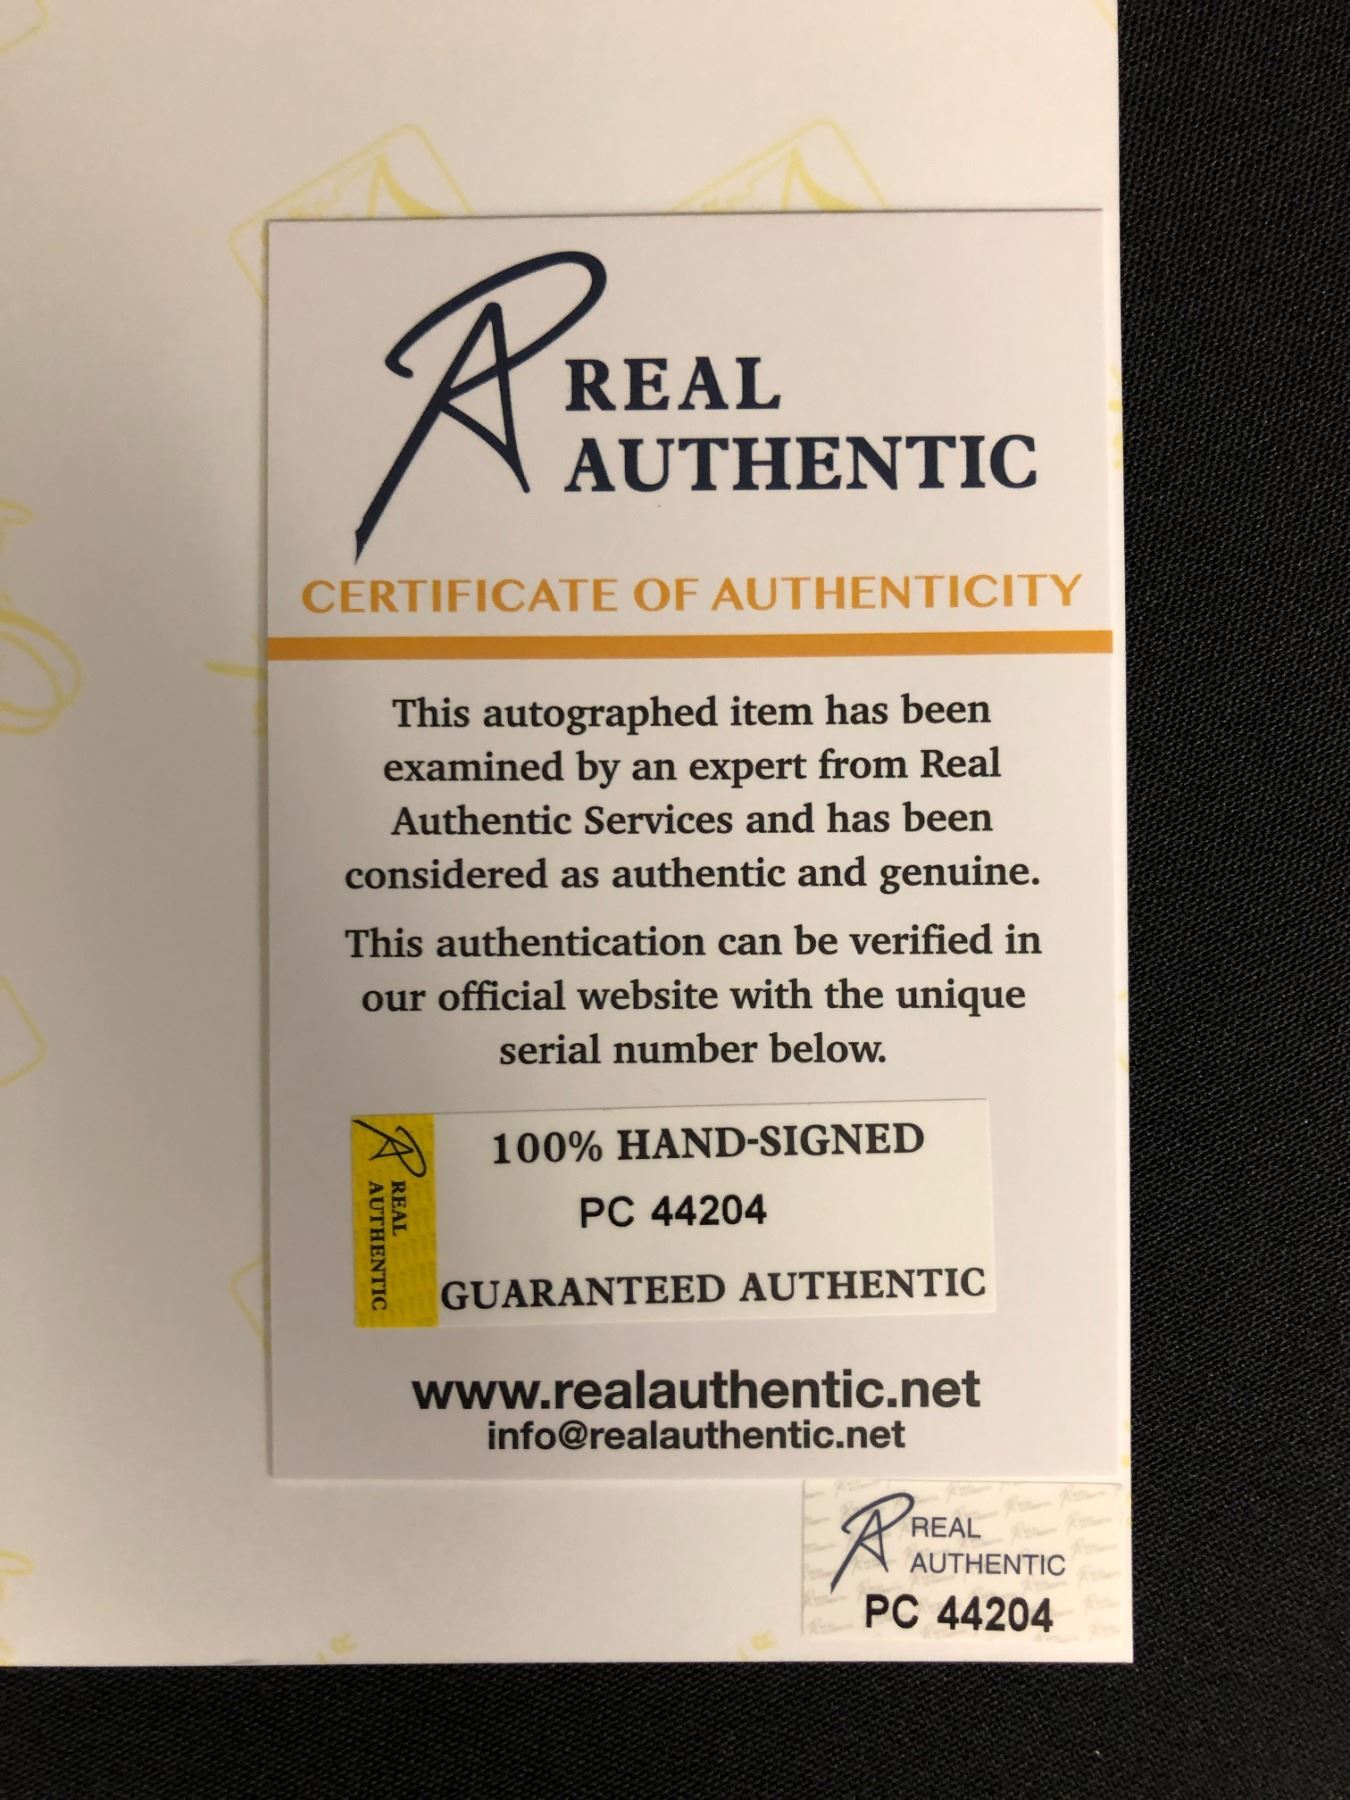 REAL
AUTHENTIC
CERTIFICATE OF AUTHENTICITY
This autographed item has been
examined by an expert from Real
Authentic Services and has been
considered as authentic and genuine.
This authentication can be verified in
our official website with the unique
serial number below.
REAL
AUTHENTIC
100% HAND-SIGNED
PC 44204
GUARANTEED AUTHENTIC
www.realauthentic.net
info@realauthentic.net
REAL
AUTHENTIC
PC 44204